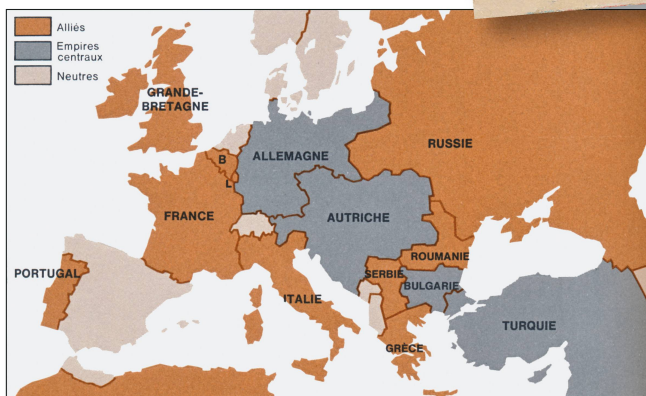 Alliés
Empires
centraux
Neutres
GRANDE-
BRETAGNE
B
L
ALLEMAGNE
RUSSIE
FRANCE
AUTRICHE
ROUMANIE
SERBIE
BULGARIE
PORTUGAL
ITALIE
TURQUIE
GRÈCE